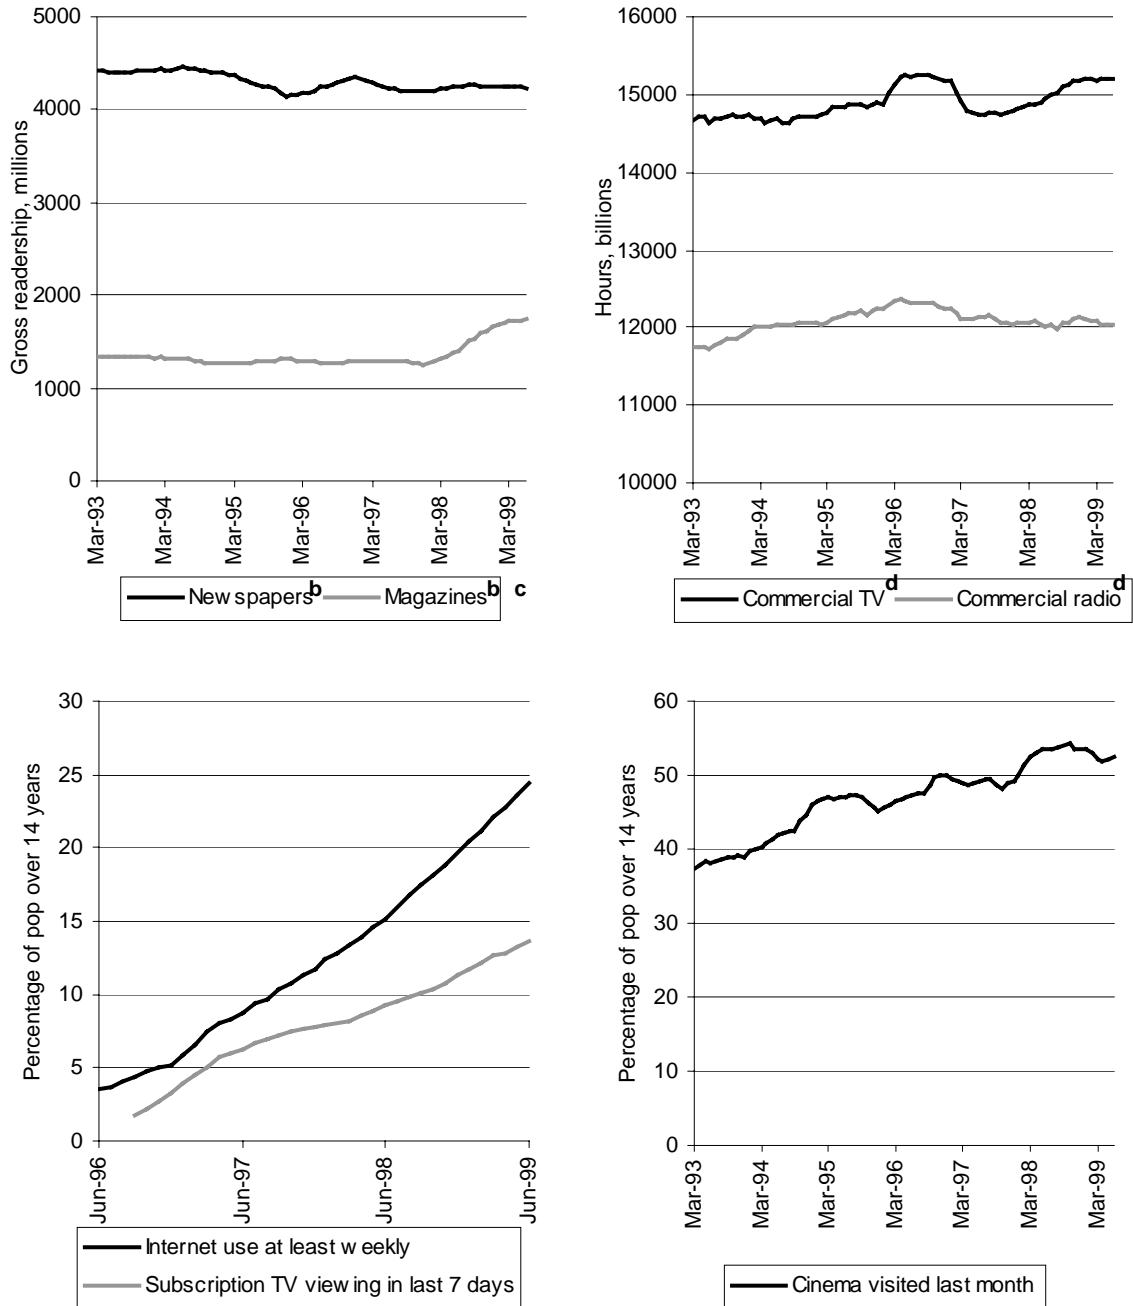 5000
4000
3000
2000
1000
0
Gross readership, millions
Mar-93
Mar-94
Mar-95
Mar-96
Mar-97
Mar-98
Mar-99
Newspapers b Magazines b c
16000
15000
14000
13000
12000
11000
10000
Hours, billions
Mar-93
Mar-94
Mar-95
Mar-96
Mar-97
Mar-98
Mar-99
Commercial TV d Commercial radio d
30
25
20
15
10
5
0
Percentage of pop over 14 years
Jun-96
Jun-97
Jun-98
Jun-99
Internet use at least weekly
Subscription TV viewing in last 7 days
60
50
40
30
20
10
0
Percentage of pop over 14 years
Mar-93
Mar-94
Mar-95
Mar-96
Mar-97
Mar-98
Mar-99
Cinema visited last month